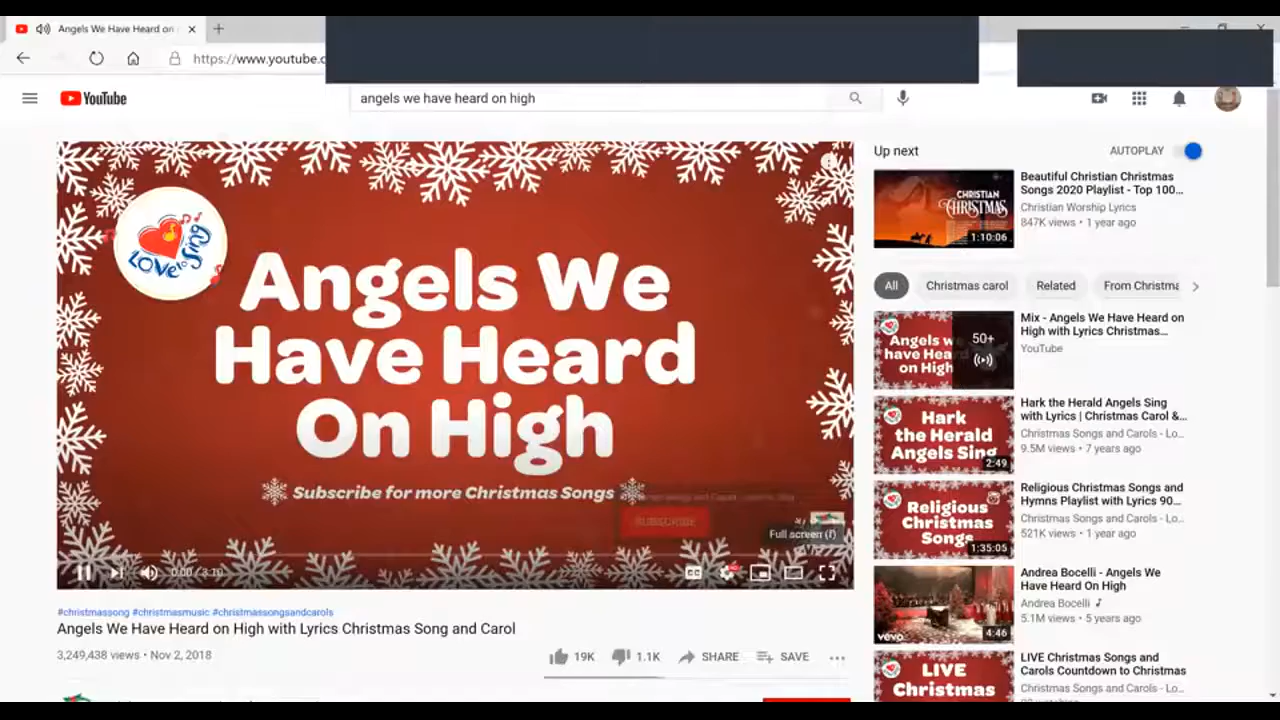 Angels We Have Heard on
https://www.youtube.c
YouTube
angels we have heard on high
LOVE to Sing
Angels We
Have Heard
On High
Subscribe for more Christmas Songs
SUBSCRIBE
Full screen (f)
0:00 / 3:10
CC
#christmassong #christmasmusic #christmassongsandcarols
Angels We Have Heard on High with Lyrics Christmas Song and Carol
3,249,438 views • Nov 2, 2018
19K
1.1K
SHARE
SAVE
Up next
AUTOPLAY
CHRISTIAN
CHRISTMAS
1:10:06
Beautiful Christian Christmas
Songs 2020 Playlist - Top 100...
Christian Worship Lyrics
847K views • 1 year ago
All
Christmas carol
Related
From Christma
Angels w
have Hea
on High
50+
Mix - Angels We Have Heard on
High with Lyrics Christmas...
YouTube
Hark
the Herald
Angels Sing
2:49
Hark the Herald Angels Sing
with Lyrics | Christmas Carol &...
Christmas Songs and Carols - Lo...
9.5M views • 7 years ago
Religious
Christmas
Songs
1:35:05
Religious Christmas Songs and
Hymns Playlist with Lyrics 90...
Christmas Songs and Carols - Lo...
521K views • 1 year ago
vevo
4:46
Andrea Bocelli - Angels We
Have Heard On High
Andrea Bocelli
5.1M views • 5 years ago
LIVE
Christmas
LIVE Christmas Songs and
Carols Countdown to Christmas
Christmas Songs and Carols - Lo...